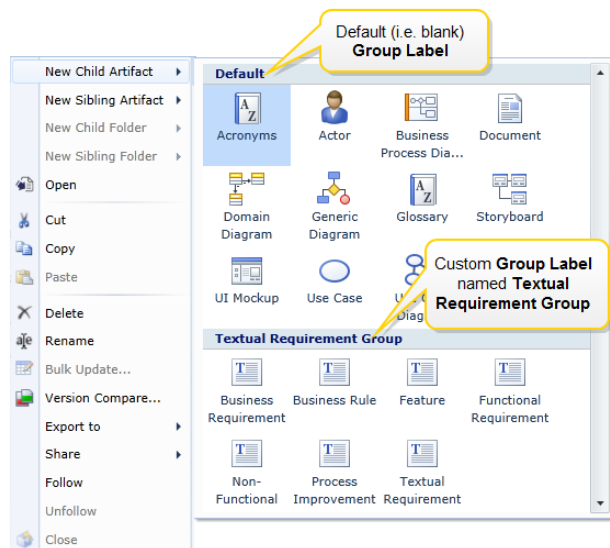 Default (i.e. blank)
Group Label
New Child Artifact
New Sibling Artifact
New Child Folder
New Sibling Folder
Open
Cut
Copy
Paste
Delete
Rename
Bulk Update...
Version Compare...
Export to
Share
Follow
Unfollow
Close
Default
A
Z
Acronyms
Actor
Business
Process Dia...
Document
Domain
Diagram
Generic
Diagram
A
Z
Glossary
Storyboard
UI Mockup
Use Case
Custom Group Label
named Textual
Requirement Group
Textual Requirement Group
T
Business
Requirement
T
Business Rule
T
Feature
T
Functional
Requirement
T
Non-
Functional
T
Process
Improvement
T
Textual
Requirement